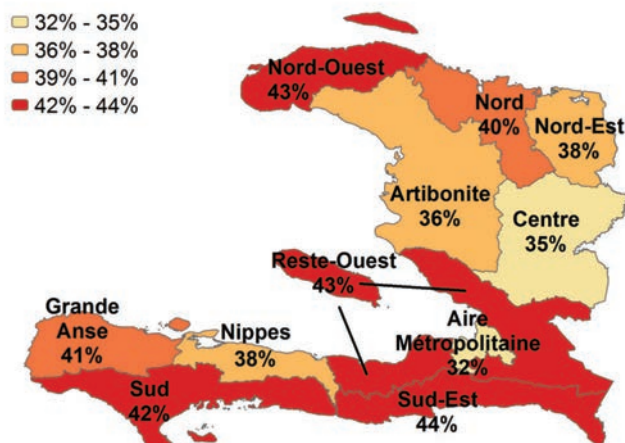 32% - 35%
36% - 38%
39% - 41%
42% - 44%
Nord-Ouest
43%
Nord
40%
Nord-Est
38%
Artibonite
36%
Centre
35%
Reste-Ouest
43%
Grande
Anse
41%
Nippes
38%
Aire
Métropolitaine
32%
Sud
42%
Sud-Est
44%